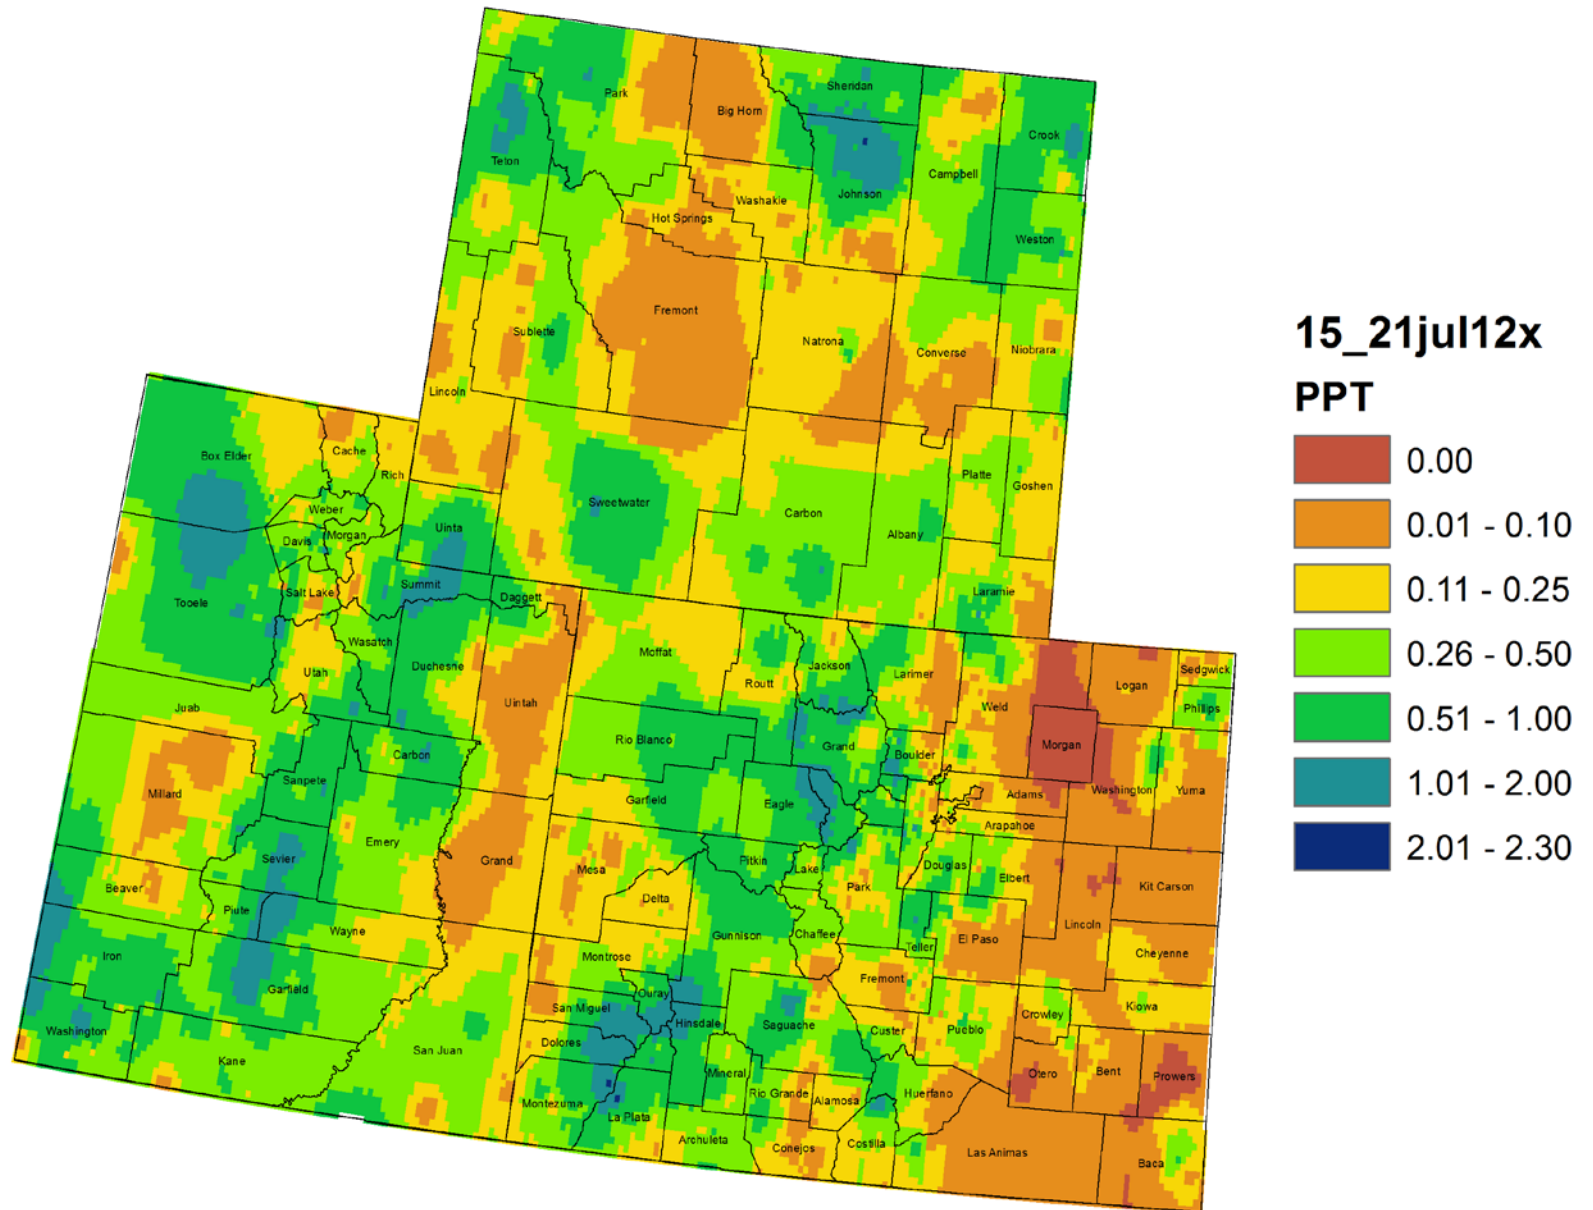 Park
Big Horn
Sheridan
Crook
Teton
Campbell
Johnson
Washakie
Hot Springs
Weston
Fremont
Sublette
Natrona
Converse
Niobrara
Lincoln
Box Elder
Cache
Rich
Sweetwater
Carbon
Platte
Goshen
Weber
Uinta
Albany
Davis
Morgan
Summit
Daggett
Salt Lake
Laramie
Tooele
Wasatch
Duchesne
Utah
Moffat
Jackson
Routt
Larimer
Sedgwick
Logan
Uintah
Weld
Phillips
Juab
Rio Blanco
Grand
Morgan
Boulder
Carbon
Sanpete
Millard
Garfield
Eagle
Adams
Washington
Yuma
Arapahoe
Emery
Grand
Sevier
Pitkin
Lake
Mesa
Douglas
Elbert
Park
Kit Carson
Beaver
Delta
Piute
Wayne
Gunnison
Chaffee
Teller
El Paso
Lincoln
Cheyenne
Iron
Montrose
Fremont
Garfield
Ouray
San Miguel
Hinsdale
Saguache
Crowley
Kiowa
Washington
Custer
Pueblo
Dolores
San Juan
Kane
Mineral
Otero
Bent
Prowers
Rio Grande
Alamosa
Huerfano
Montezuma
La Plata
Archuleta
Conejos
Costilla
Las Animas
Baca
15_21jul12x
PPT
0.00
0.01 - 0.10
0.11 - 0.25
0.26 - 0.50
0.51 - 1.00
1.01 - 2.00
2.01 - 2.30